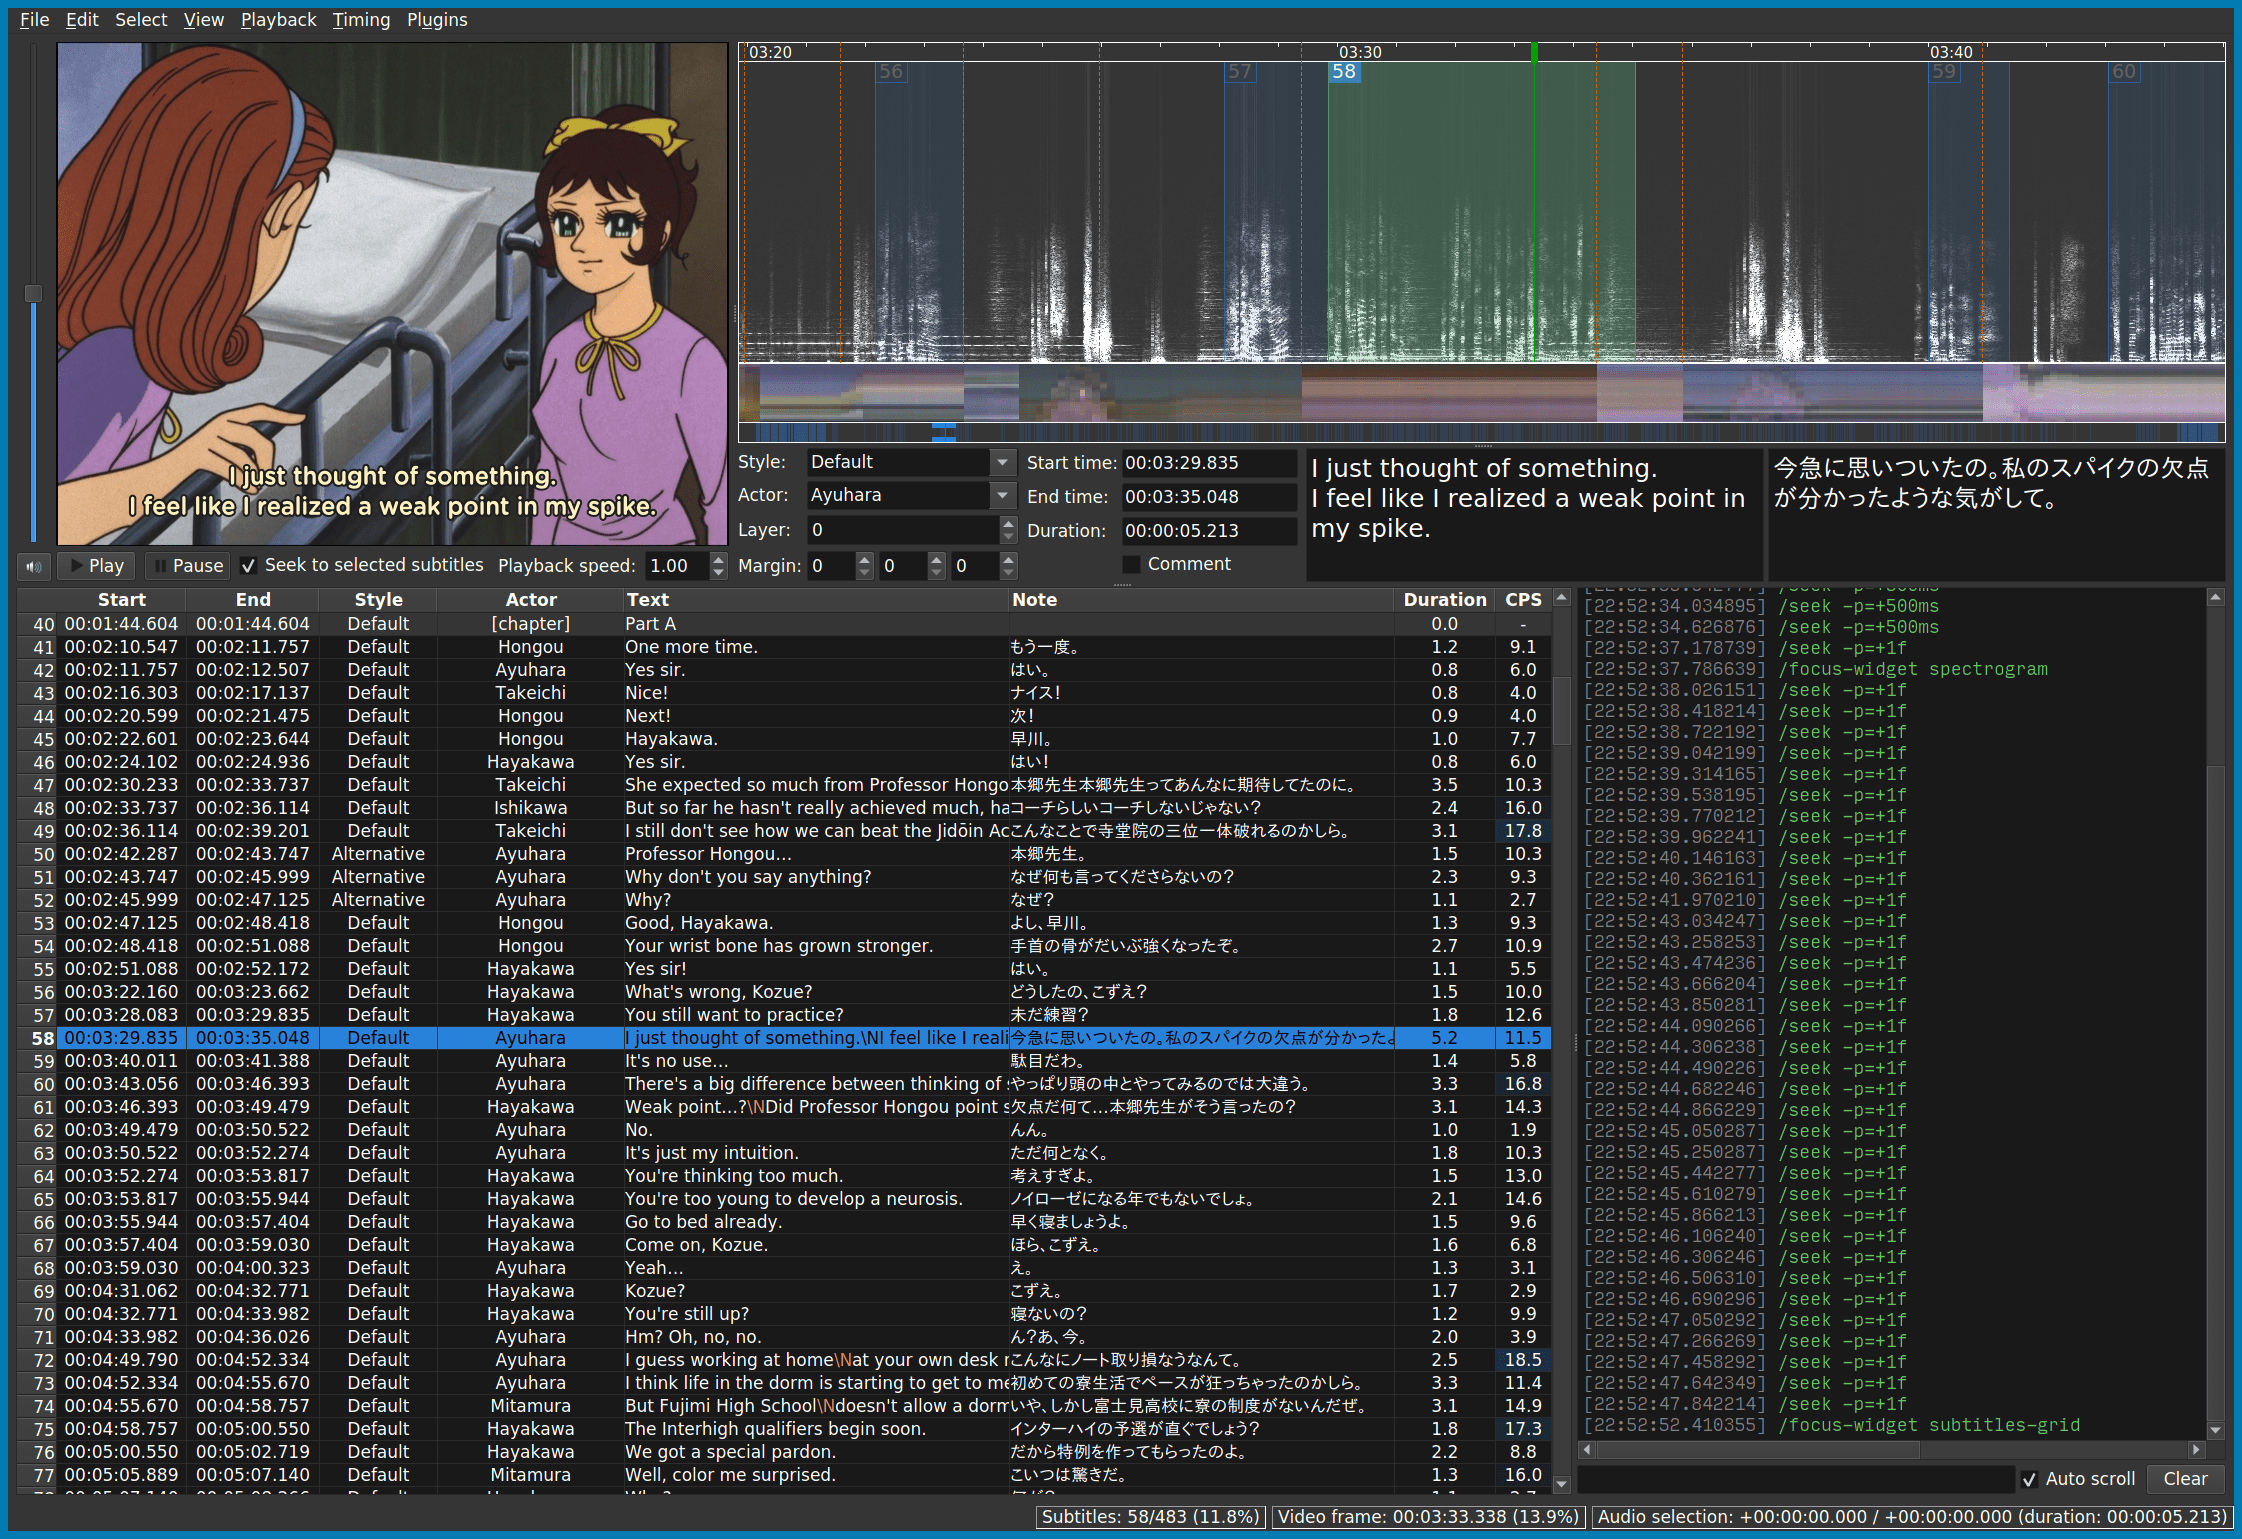 File Edit Select View Playback Timing Plugins
I just thought of something.
I feel like I realized a weak point in my spike.
03:20 03:30 03:40
56 57 58 59 60
Style: Default
Actor: Ayuhara
Layer: 0
Margin: 0 0 0
Start time: 00:03:29.835
End time: 00:03:35.048
Duration: 00:00:05.213
Comment
I just thought of something.
I feel like I realized a weak point in
my spike.
今急に思いついたの。私のスパイクの欠点
が分かったような気がして。
Play Pause Seek to selected subtitles Playback speed: 1.00
Start End Style Actor Text Note Duration CPS
40 00:01:44.604 00:01:44.604 Default [chapter] Part A 0.0 -
41 00:02:10.547 00:02:11.757 Default Hongou One more time. もう一度。 1.2 9.1
42 00:02:11.757 00:02:12.507 Default Ayuhara Yes sir. はい。 0.8 6.0
43 00:02:16.303 00:02:17.137 Default Takeichi Nice! ナイス! 0.8 4.0
44 00:02:20.599 00:02:21.475 Default Hongou Next! 次! 0.9 4.0
45 00:02:22.601 00:02:23.644 Default Hongou Hayakawa. 早川。 1.0 7.7
46 00:02:24.102 00:02:24.936 Default Hayakawa Yes sir. はい! 0.8 6.0
47 00:02:30.233 00:02:33.737 Default Takeichi She expected so much from Professor Hongo 本郷先生本郷先生ってあんなに期待してたのに。 3.5 10.3
48 00:02:33.737 00:02:36.114 Default Ishikawa But so far he hasn't really achieved much, ha コーチらしいコーチしないじゃない? 2.4 16.0
49 00:02:36.114 00:02:39.201 Default Takeichi I still don't see how we can beat the Jidōin Ac こんなことで寺堂院の三位一体破れるのかしら。 3.1 17.8
50 00:02:42.287 00:02:43.747 Alternative Ayuhara Professor Hongou… 本郷先生。 1.5 10.3
51 00:02:43.747 00:02:45.999 Alternative Ayuhara Why don't you say anything? なぜ何も言ってくださらないの? 2.3 9.3
52 00:02:45.999 00:02:47.125 Alternative Ayuhara Why? なぜ? 1.1 2.7
53 00:02:47.125 00:02:48.418 Default Hongou Good, Hayakawa. よし、早川。 1.3 9.3
54 00:02:48.418 00:02:51.088 Default Hongou Your wrist bone has grown stronger. 手首の骨がだいぶ強くなったぞ。 2.7 10.9
55 00:02:51.088 00:02:52.172 Default Hayakawa Yes sir! はい。 1.1 5.5
56 00:03:22.160 00:03:23.662 Default Hayakawa What's wrong, Kozue? どうしたの、こずえ? 1.5 10.0
57 00:03:28.083 00:03:29.835 Default Hayakawa You still want to practice? 未だ練習? 1.8 12.6
58 00:03:29.835 00:03:35.048 Default Ayuhara I just thought of something.\NI feel like I reali 今急に思いついたの。私のスパイクの欠点が分かったよ 5.2 11.5
59 00:03:40.011 00:03:41.388 Default Ayuhara It's no use… 駄目だわ。 1.4 5.8
60 00:03:43.056 00:03:46.393 Default Ayuhara There's a big difference between thinking of やっぱり頭の中とやってみるのでは大違う。 3.3 16.8
61 00:03:46.393 00:03:49.479 Default Hayakawa Weak point…?\NDid Professor Hongou point s 欠点だ何て…本郷先生がそう言ったの? 3.1 14.3
62 00:03:49.479 00:03:50.522 Default Ayuhara No. んん。 1.0 1.9
63 00:03:50.522 00:03:52.274 Default Ayuhara It's just my intuition. ただ何となく。 1.8 10.3
64 00:03:52.274 00:03:53.817 Default Hayakawa You're thinking too much. 考えすぎよ。 1.5 13.0
65 00:03:53.817 00:03:55.944 Default Hayakawa You're too young to develop a neurosis. ノイローゼになる年でもないでしょ。 2.1 14.6
66 00:03:55.944 00:03:57.404 Default Hayakawa Go to bed already. 早く寝ましょうよ。 1.5 9.6
67 00:03:57.404 00:03:59.030 Default Hayakawa Come on, Kozue. ほら、こずえ。 1.6 6.8
68 00:03:59.030 00:04:00.323 Default Ayuhara Yeah… え。 1.3 3.1
69 00:04:31.062 00:04:32.771 Default Hayakawa Kozue? こずえ。 1.7 2.9
70 00:04:32.771 00:04:33.982 Default Hayakawa You're still up? 寝ないの? 1.2 9.9
71 00:04:33.982 00:04:36.026 Default Ayuhara Hm? Oh, no, no. ん?あ、今。 2.0 3.9
72 00:04:49.790 00:04:52.334 Default Ayuhara I guess working at home\Nat your own desk r こんなにノート取り損なうなんて。 2.5 18.5
73 00:04:52.334 00:04:55.670 Default Ayuhara I think life in the dorm is starting to get to me 初めての寮生活でペースが狂っちゃったのかしら。 3.3 11.4
74 00:04:55.670 00:04:58.757 Default Mitamura But Fujimi High School\Ndoesn't allow a dorm いや、しかし富士見高校に寮の制度がないんだぜ。 3.1 14.9
75 00:04:58.757 00:05:00.550 Default Hayakawa The Interhigh qualifiers begin soon. インターハイの予選が直ぐでしょう? 1.8 17.3
76 00:05:00.550 00:05:02.719 Default Hayakawa We got a special pardon. だから特例を作ってもらったのよ。 2.2 8.8
77 00:05:05.889 00:05:07.140 Default Mitamura Well, color me surprised. こいつは驚きだ。 1.3 16.0
[22:52:34.034895] /seek -p=+500ms
[22:52:34.626876] /seek -p=+500ms
[22:52:37.178739] /seek -p=+1f
[22:52:37.786639] /focus-widget spectrogram
[22:52:38.026151] /seek -p=+1f
[22:52:38.418214] /seek -p=+1f
[22:52:38.722192] /seek -p=+1f
[22:52:39.042199] /seek -p=+1f
[22:52:39.314165] /seek -p=+1f
[22:52:39.538195] /seek -p=+1f
[22:52:39.770212] /seek -p=+1f
[22:52:39.962241] /seek -p=+1f
[22:52:40.146163] /seek -p=+1f
[22:52:40.362161] /seek -p=+1f
[22:52:41.970210] /seek -p=+1f
[22:52:43.034247] /seek -p=+1f
[22:52:43.258253] /seek -p=+1f
[22:52:43.474236] /seek -p=+1f
[22:52:43.666204] /seek -p=+1f
[22:52:43.850281] /seek -p=+1f
[22:52:44.090266] /seek -p=+1f
[22:52:44.306238] /seek -p=+1f
[22:52:44.490226] /seek -p=+1f
[22:52:44.682246] /seek -p=+1f
[22:52:44.866229] /seek -p=+1f
[22:52:45.050287] /seek -p=+1f
[22:52:45.250287] /seek -p=+1f
[22:52:45.442277] /seek -p=+1f
[22:52:45.610279] /seek -p=+1f
[22:52:45.866213] /seek -p=+1f
[22:52:46.106240] /seek -p=+1f
[22:52:46.306246] /seek -p=+1f
[22:52:46.506310] /seek -p=+1f
[22:52:46.690296] /seek -p=+1f
[22:52:47.050292] /seek -p=+1f
[22:52:47.266269] /seek -p=+1f
[22:52:47.458292] /seek -p=+1f
[22:52:47.642349] /seek -p=+1f
[22:52:47.842214] /seek -p=+1f
[22:52:52.410355] /focus-widget subtitles-grid
Auto scroll Clear
Subtitles: 58/483 (11.8%) Video frame: 00:03:33.338 (13.9%) Audio selection: +00:00:00.000 / +00:00:00.000 (duration: 00:00:05.213)